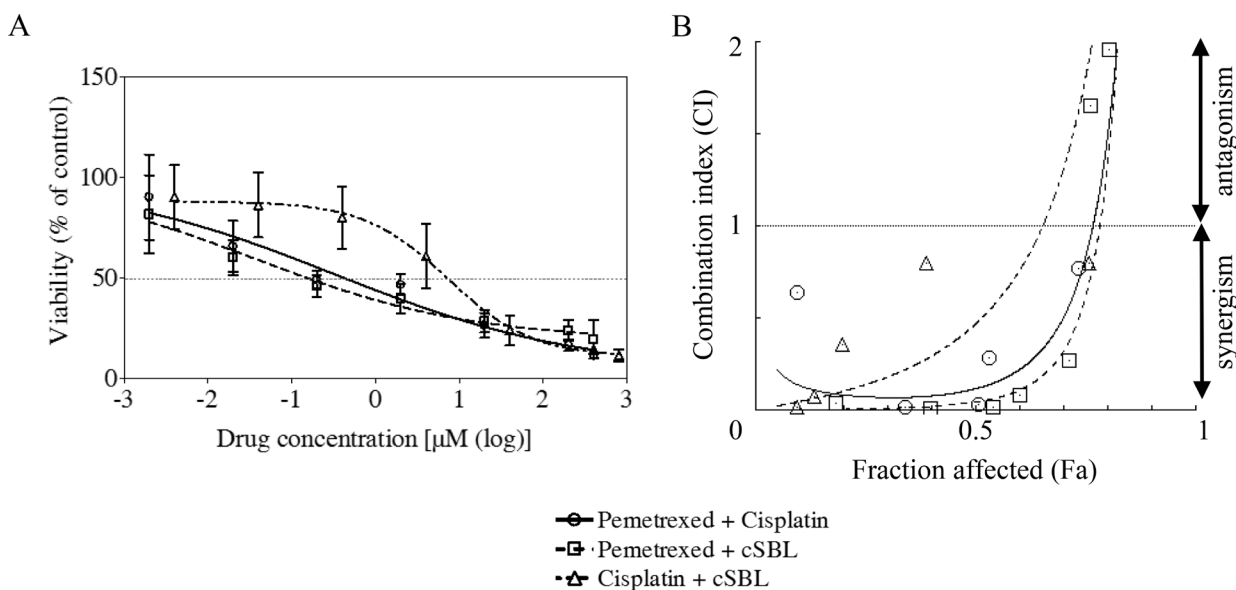 A
150
100
50
0
-3
-2
-1
0
1
2
3
Viability (% of control)
Drug concentration [μM (log)]
B
2
1
0
0.5
1
Combination index (CI)
Fraction affected (Fa)
antagonism
synergism
Pemetrexed + Cisplatin
Pemetrexed + cSBL
Cisplatin + cSBL